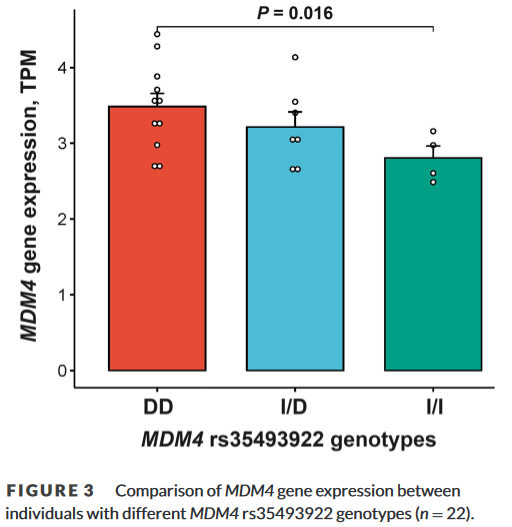 P = 0.016
MDM4 gene expression, TPM
4
3
2
1
0
DD I/D I/I
MDM4 rs35493922 genotypes
FIGURE 3 Comparison of MDM4 gene expression between
individuals with different MDM4 rs35493922 genotypes (n = 22).